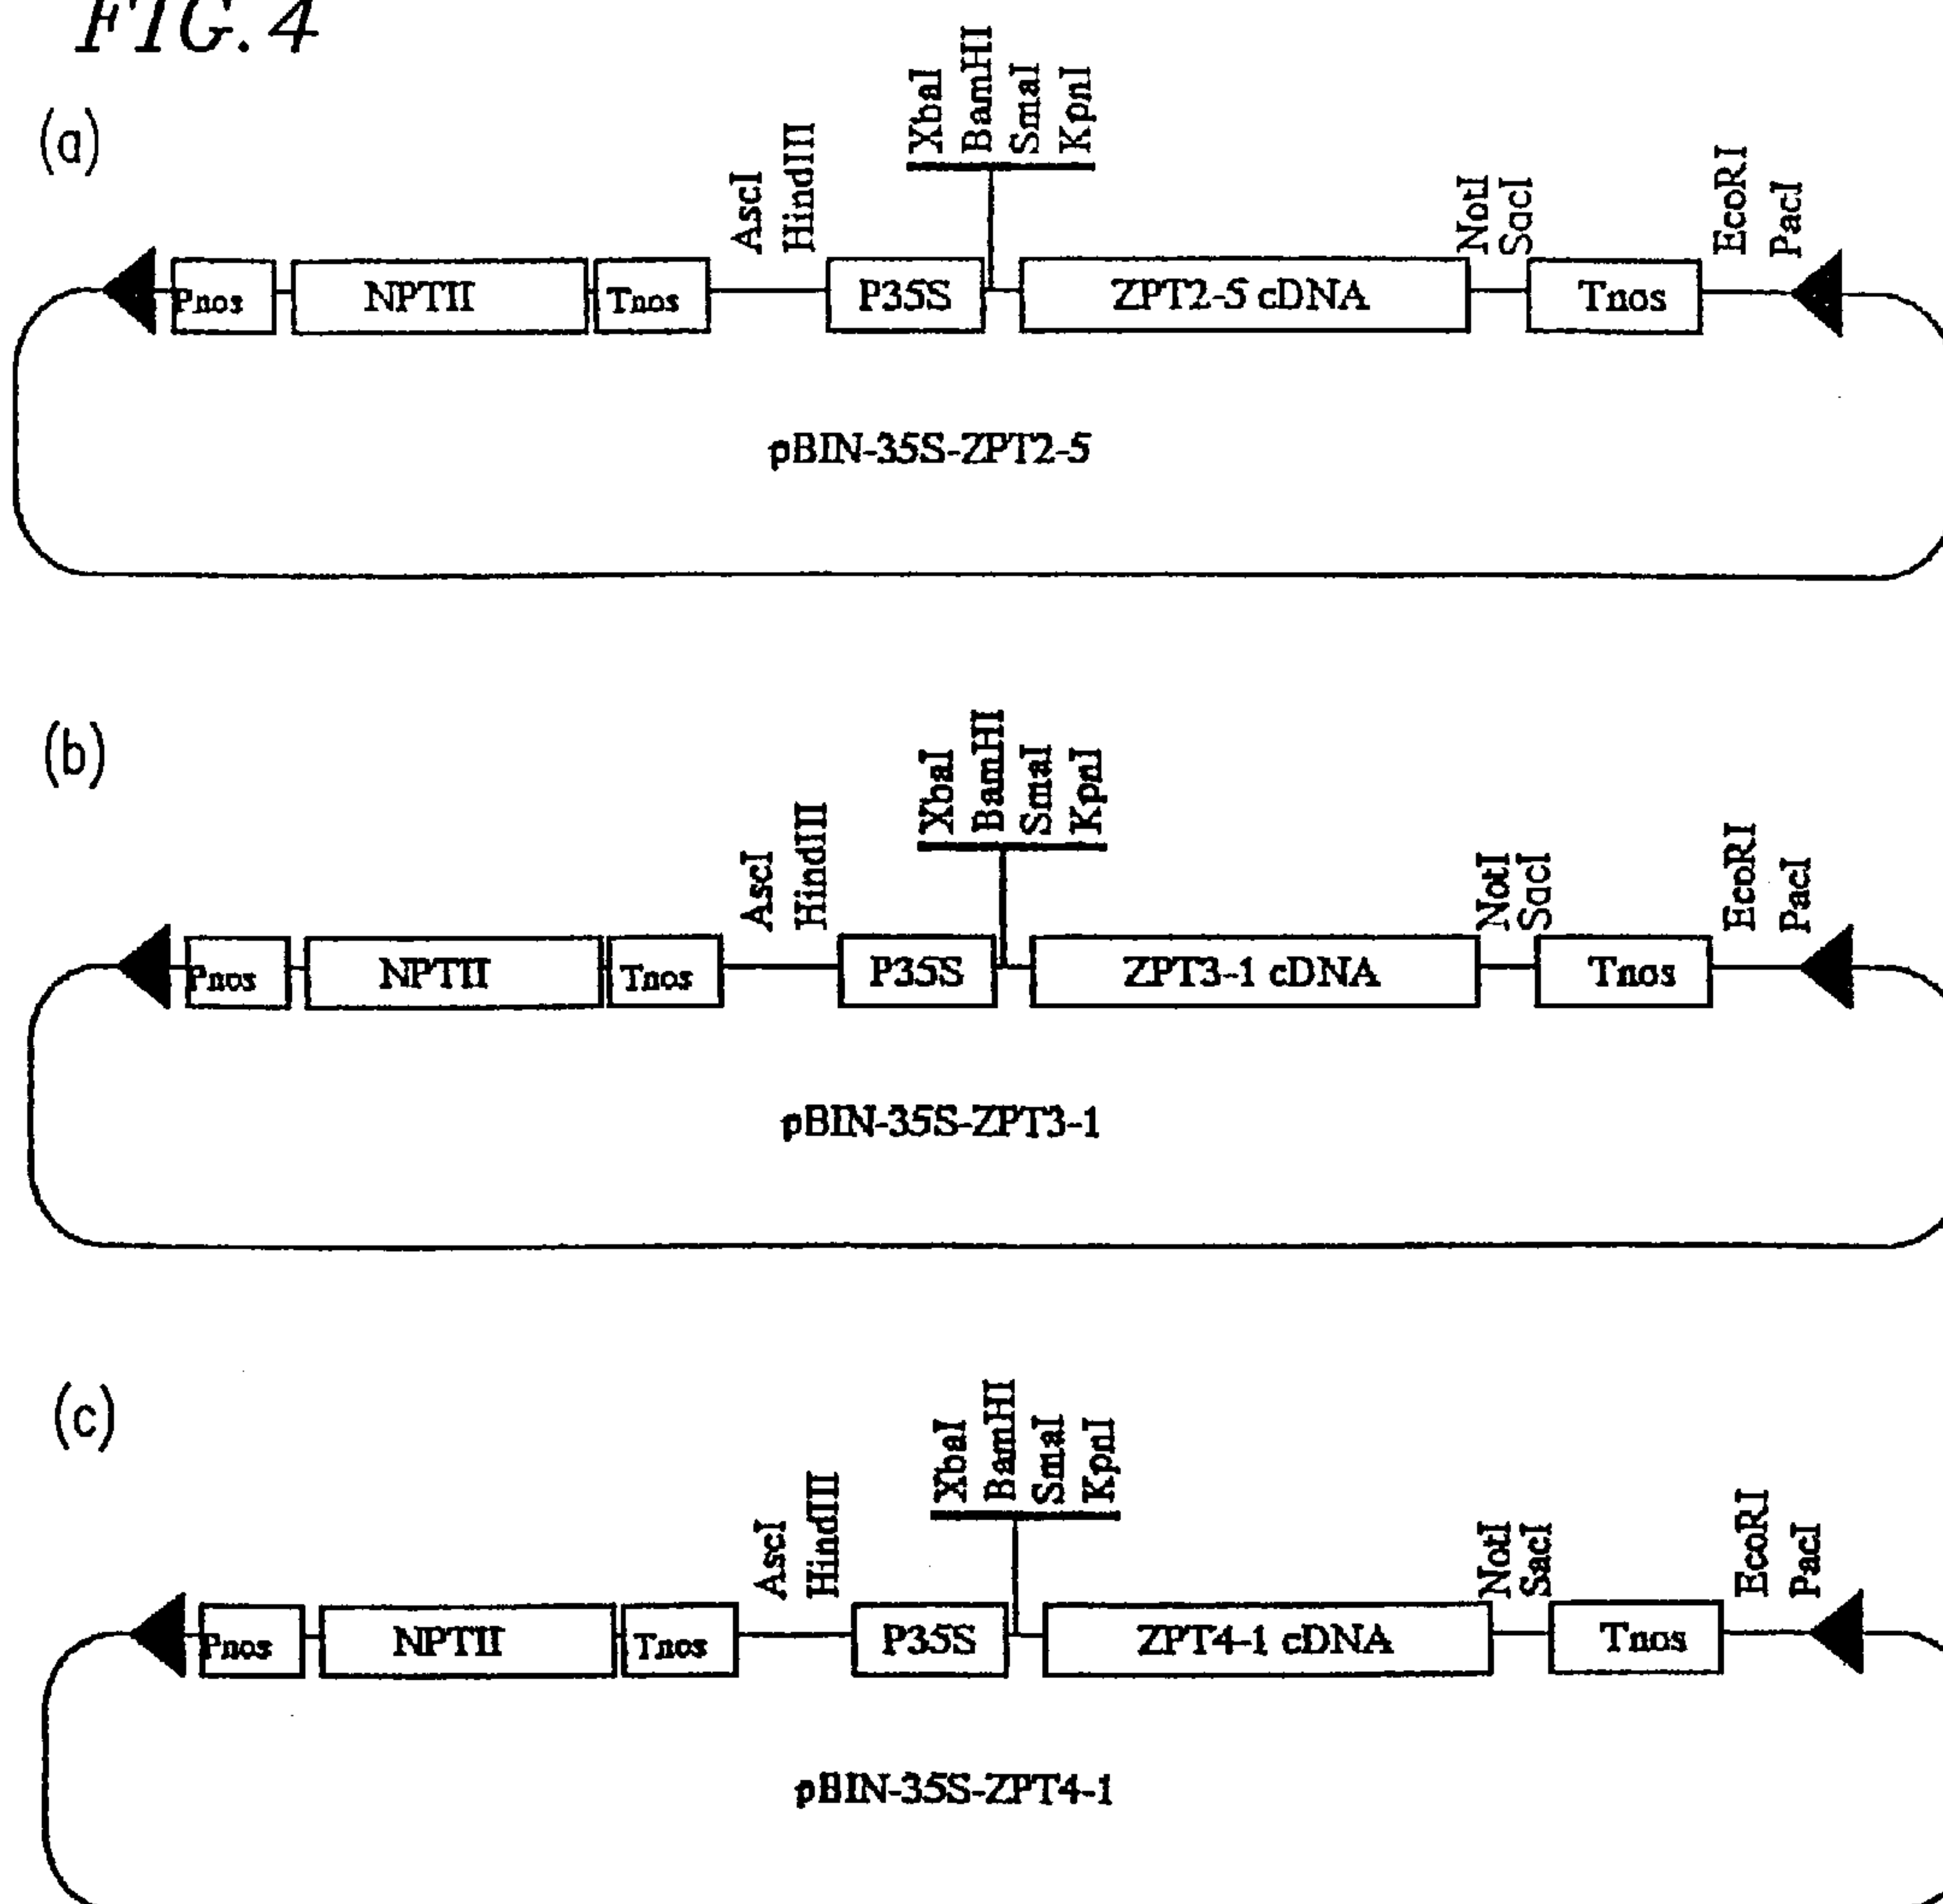 FIG. 4
(a)
AscI
HindIII
XbaI
BamHI
SmaI
KpnI
NotI
SacI
EcoRI
PacI
Pnos NPTII Tnos P35S ZPT2-5 cDNA Tnos
pBIN-35S-ZPT2-5
(b)
AscI
HindIII
XbaI
BamHI
SmaI
KpnI
NotI
SacI
EcoRI
PacI
Pnos NPTII Tnos P35S ZPT3-1 cDNA Tnos
pBIN-35S-ZPT3-1
(c)
AscI
HindIII
XbaI
BamHI
SmaI
KpnI
NotI
SacI
EcoRI
PacI
Pnos NPTII Tnos P35S ZPT4-1 cDNA Tnos
pBIN-35S-ZPT4-1